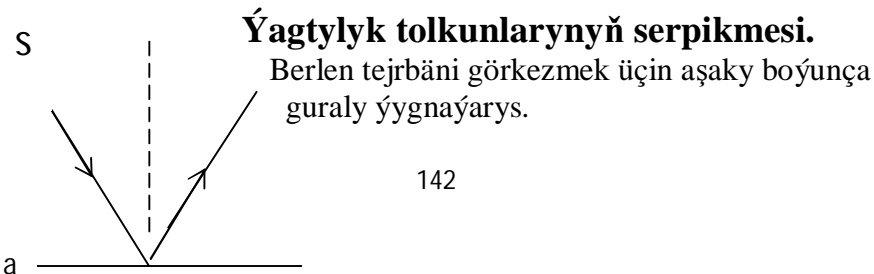 S
Ýagtylyk tolkunlarynyň serpikmesi.
Berlen tejrbäni görkezmek üçin aşaky boýunça
guraly ýygnaýarys.
142
a